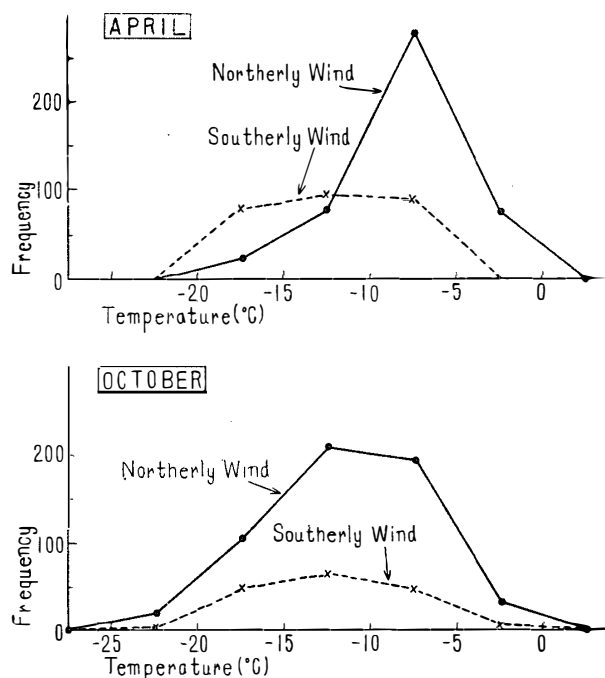 APRIL
Northerly Wind
Southerly Wind
200
100
0
Frequency
-20 -15 -10 -5 0
Temperature(°C)
OCTOBER
Northerly Wind
Southerly Wind
200
100
0
Frequency
-25 -20 -15 -10 -5 0
Temperature(°C)